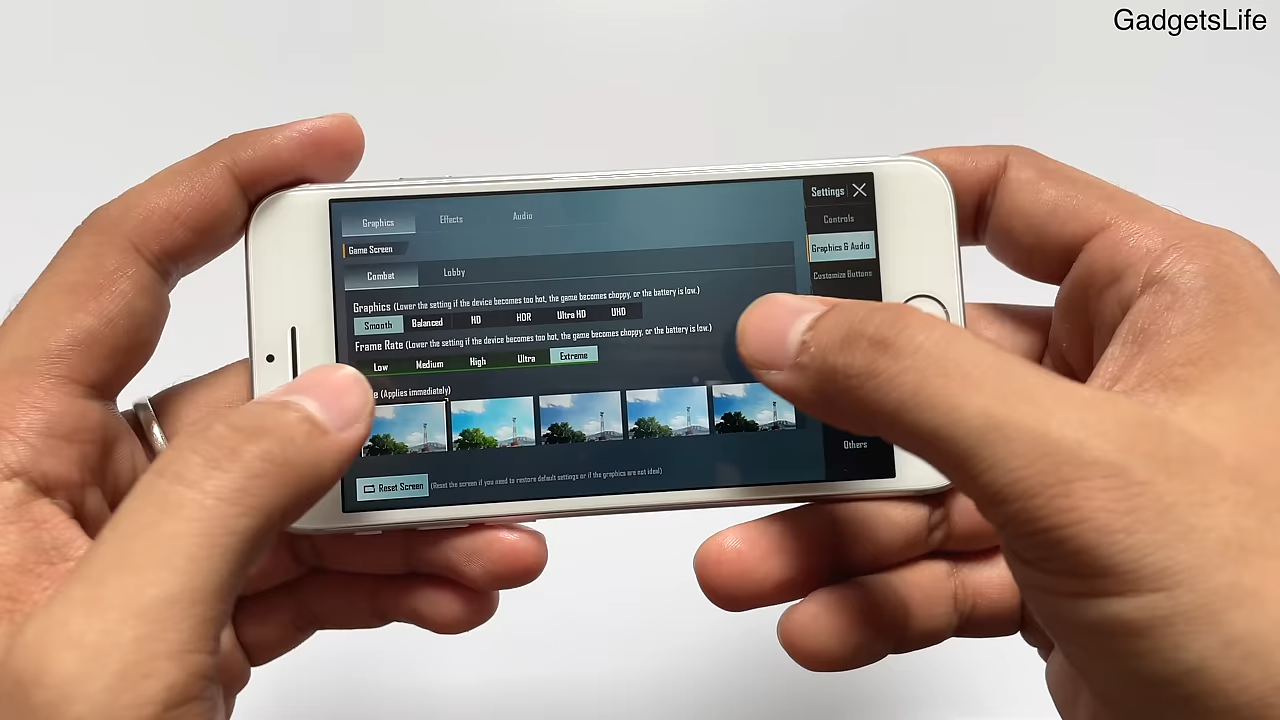 GadgetsLife
Settings
Graphics Effects Audio
Controls
Game Screen
Graphics & Audio
Combat Lobby
Customize Buttons
Graphics (Lower the setting if the device becomes too hot, the game becomes choppy, or the battery is low.)
Smooth Balanced HD HDR Ultra HD UHD
Frame Rate (Lower the setting if the device becomes too hot, the game becomes choppy, or the battery is low.)
Low Medium High Ultra Extreme
(Applies immediately)
Others
Reset Screen (Reset the screen if you need to restore default settings or if the graphics are not ideal)